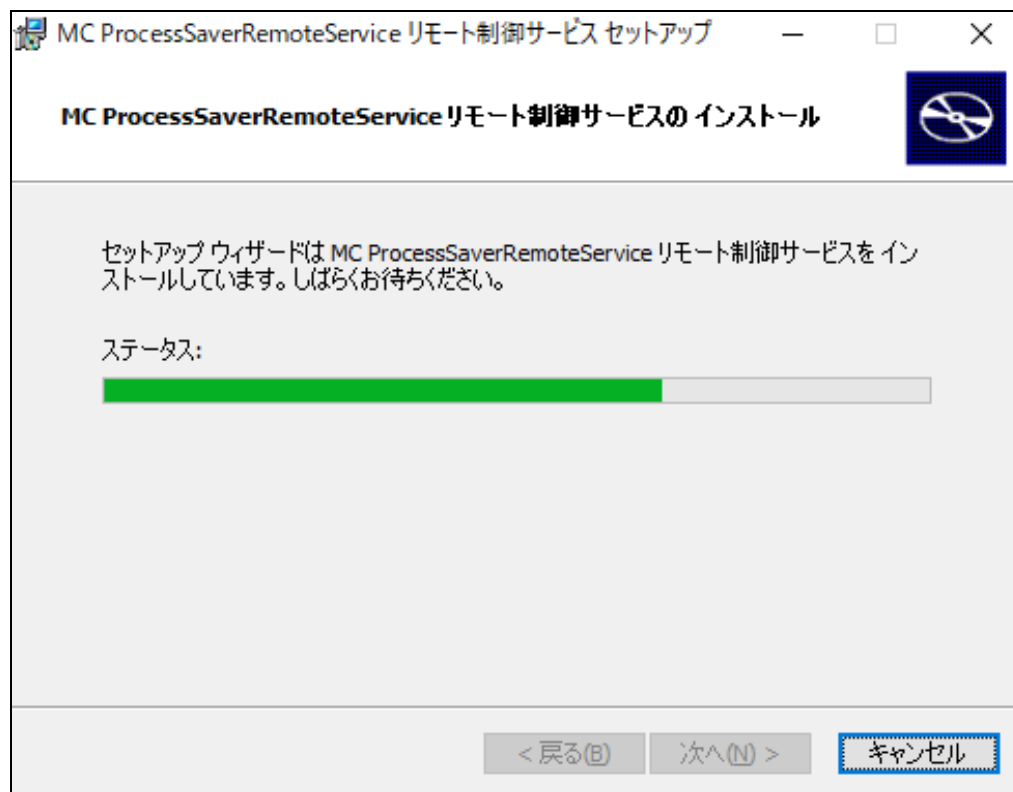 MC ProcessSaverRemoteService リモート制御サービス セットアップ
MC ProcessSaverRemoteService リモート制御サービスの インストール
セットアップ ウィザードは MC ProcessSaverRemoteService リモート制御サービスを イン
ストールしています。しばらくお待ちください。
ステータス:
< 戻る(B) 次へ(N) > キャンセル